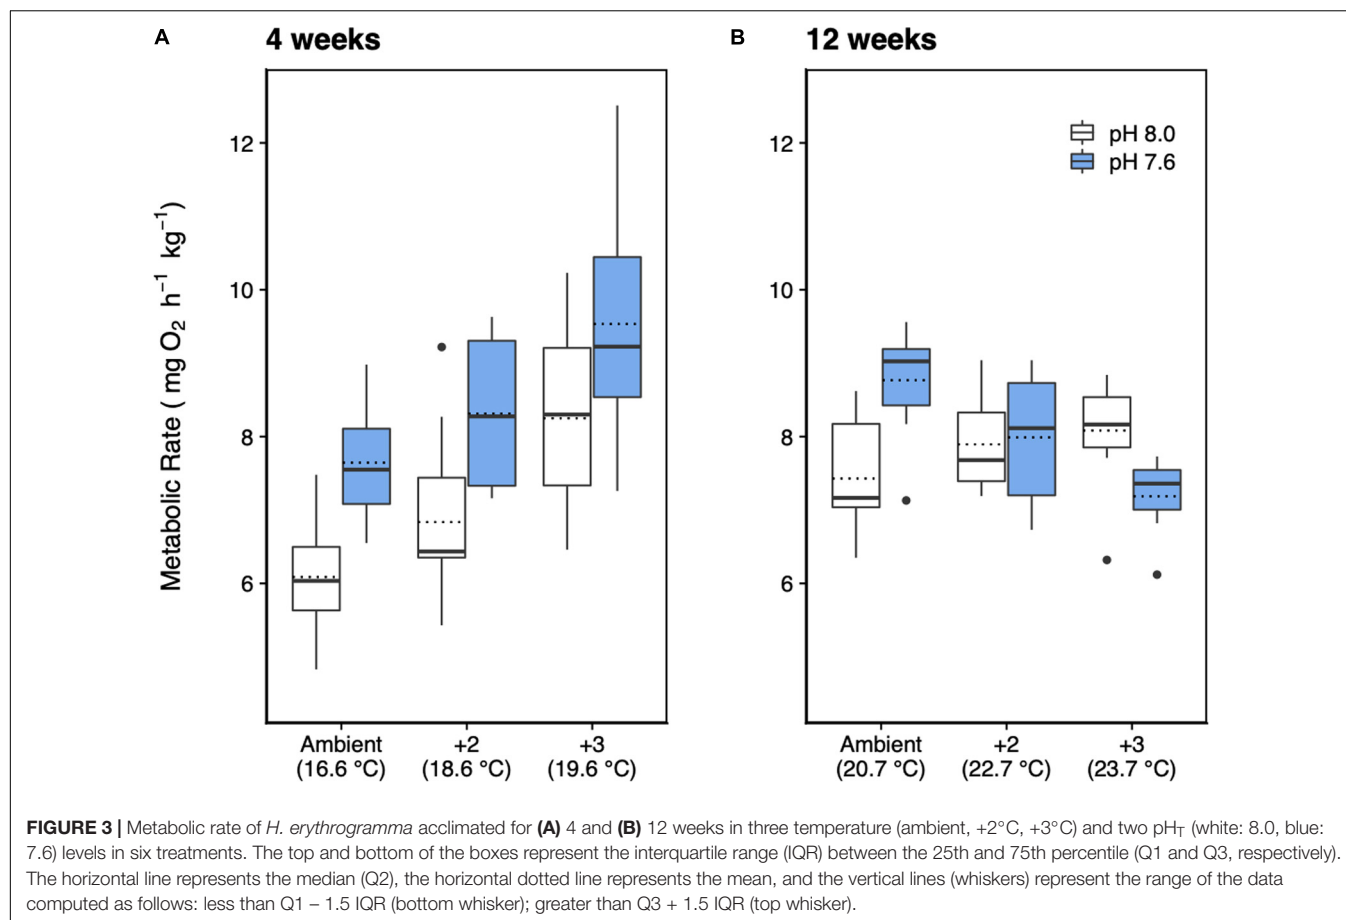 A 4 weeks
B 12 weeks
Metabolic Rate ( mg O₂ h⁻¹ kg⁻¹)
12
10
8
6
Ambient +2 +3
(16.6 °C) (18.6 °C) (19.6 °C)
12
10
8
6
pH 8.0
pH 7.6
Ambient +2 +3
(20.7 °C) (22.7 °C) (23.7 °C)
FIGURE 3 | Metabolic rate of H. erythrogramma acclimated for (A) 4 and (B) 12 weeks in three temperature (ambient, +2°C, +3°C) and two pHT (white: 8.0, blue:
7.6) levels in six treatments. The top and bottom of the boxes represent the interquartile range (IQR) between the 25th and 75th percentile (Q1 and Q3, respectively).
The horizontal line represents the median (Q2), the horizontal dotted line represents the mean, and the vertical lines (whiskers) represent the range of the data
computed as follows: less than Q1 – 1.5 IQR (bottom whisker); greater than Q3 + 1.5 IQR (top whisker).